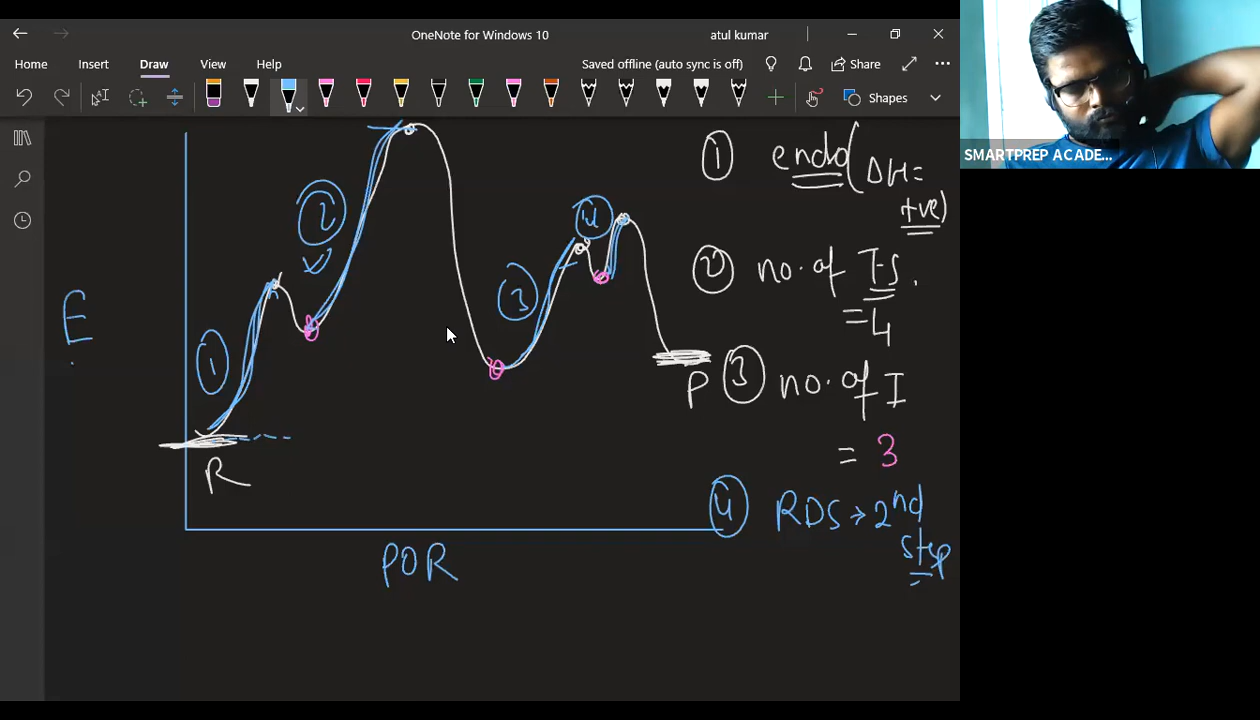 OneNote for Windows 10
atul kumar
Home Insert Draw View Help
Saved offline (auto sync is off)
Share
Shapes
SMARTPREP ACADE...
E
R
POR
P
1
2
3
4
① endo (ΔH = +ve)
② no. of T-S.
= 4
③ no. of I
= 3
④ RDS → 2nd
step